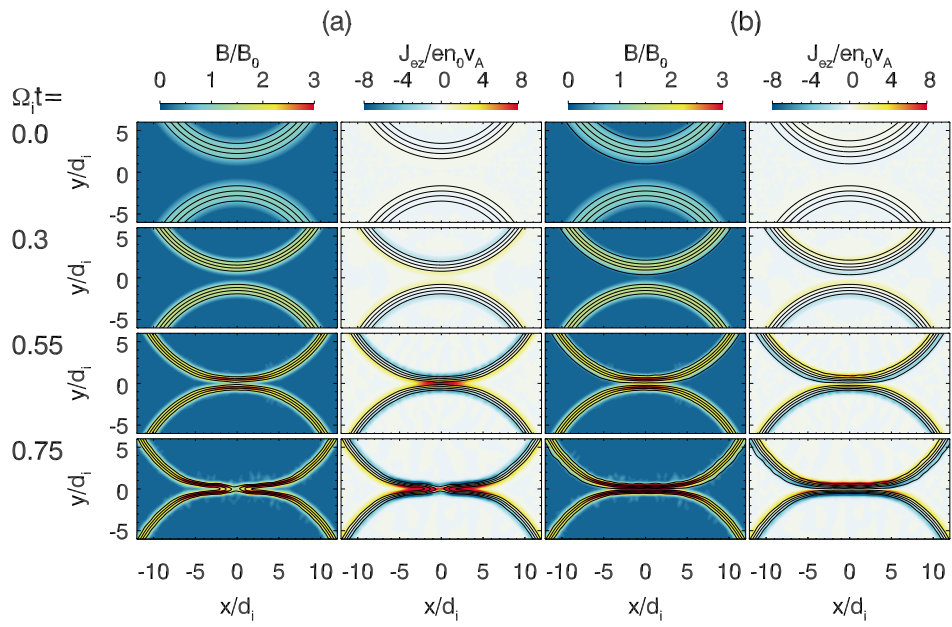 (a) (b)
B/B₀ Jₑz/en₀v_A B/B₀ Jₑz/en₀v_A
0 1 2 3 -8 -4 0 4 8 0 1 2 3 -8 -4 0 4 8
Ωᵢt=
0.0
y/dᵢ
5
0
-5
0.3
y/dᵢ
5
0
-5
0.55
y/dᵢ
5
0
-5
0.75
y/dᵢ
5
0
-5
-10 -5 0 5 10 -10 -5 0 5 10 -10 -5 0 5 10 -10 -5 0 5 10
x/dᵢ x/dᵢ x/dᵢ x/dᵢ